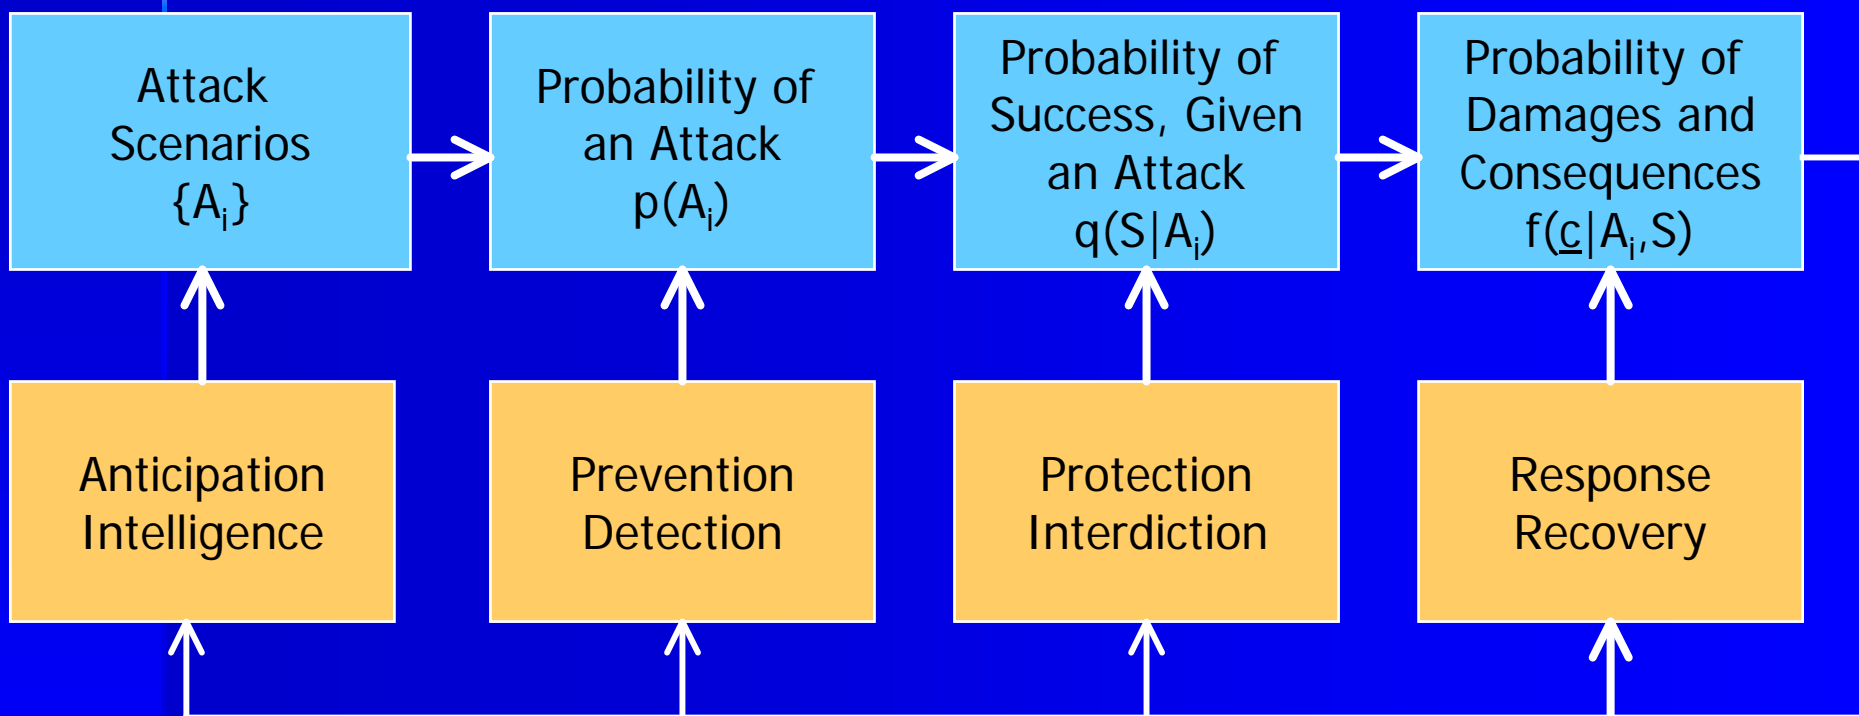 Attack
Scenarios
{Aᵢ}
Probability of
an Attack
p(Aᵢ)
Probability of
Success, Given
an Attack
q(S|Aᵢ)
Probability of
Damages and
Consequences
f(c̲|Aᵢ,S)
Anticipation
Intelligence
Prevention
Detection
Protection
Interdiction
Response
Recovery